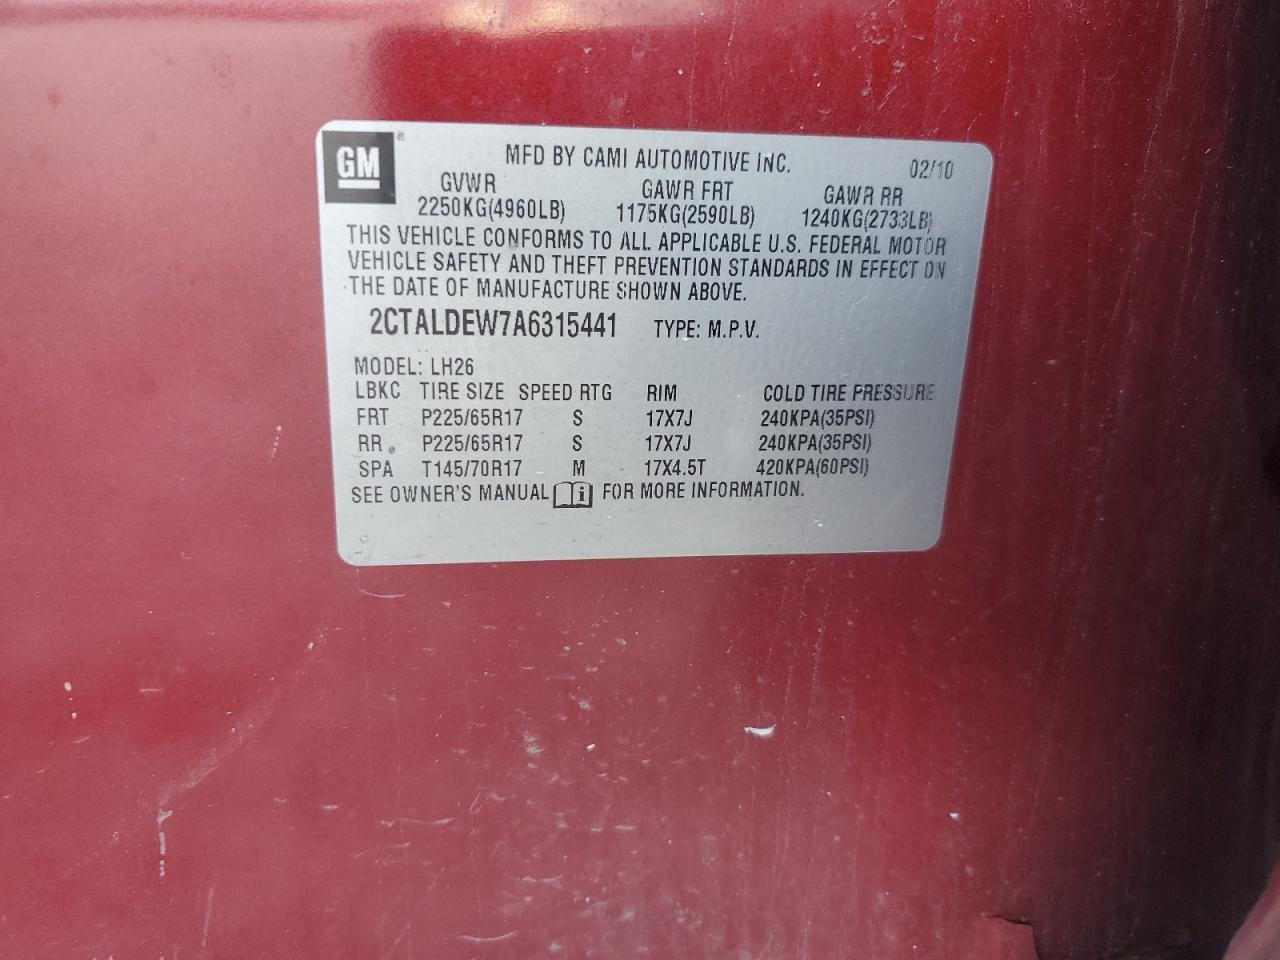 GM ®
MFD BY CAMI AUTOMOTIVE INC. 02/10
GVWR GAWR FRT GAWR RR
2250KG(4960LB) 1175KG(2590LB) 1240KG(2733LB)
THIS VEHICLE CONFORMS TO ALL APPLICABLE U.S. FEDERAL MOTOR
VEHICLE SAFETY AND THEFT PREVENTION STANDARDS IN EFFECT ON
THE DATE OF MANUFACTURE SHOWN ABOVE.
2CTALDEW7A6315441 TYPE: M.P.V.
MODEL: LH26
LBKC TIRE SIZE SPEED RTG RIM COLD TIRE PRESSURE
FRT P225/65R17 S 17X7J 240KPA(35PSI)
RR P225/65R17 S 17X7J 240KPA(35PSI)
SPA T145/70R17 M 17X4.5T 420KPA(60PSI)
SEE OWNER'S MANUAL i FOR MORE INFORMATION.